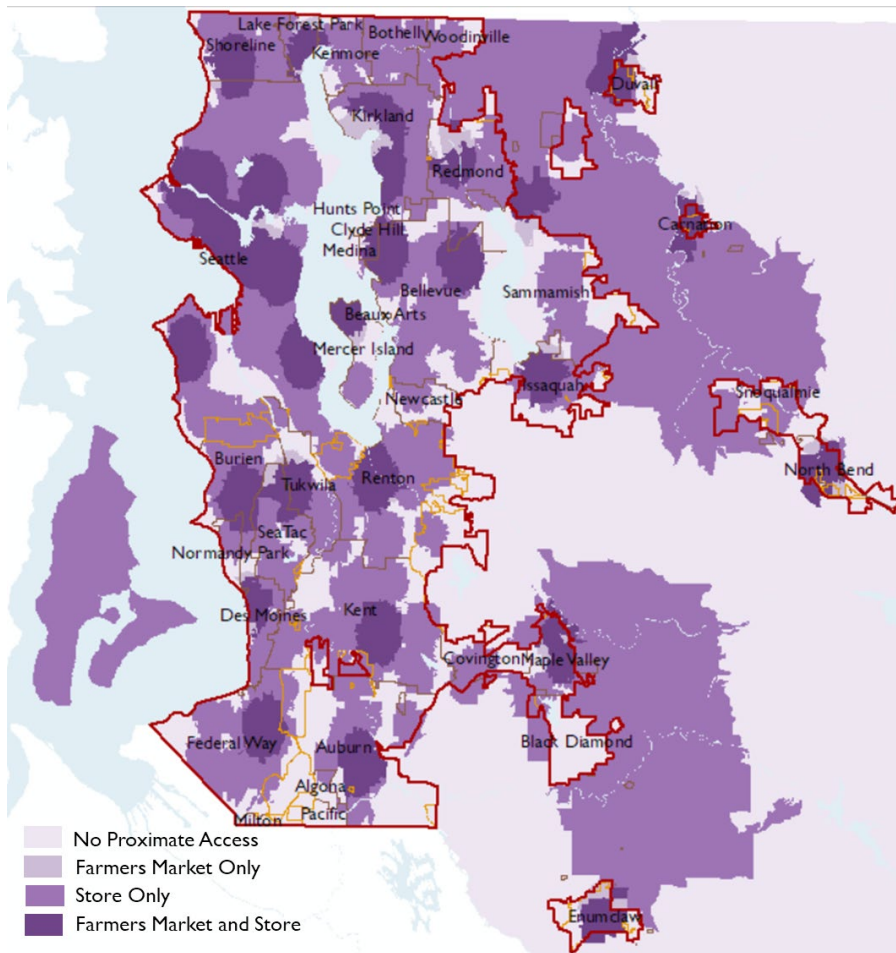 Lake Forest Park
Shoreline
Kenmore
Bothell
Woodinville
Duvall
Kirkland
Redmond
Hunts Point
Clyde Hill
Medina
Carnation
Seattle
Bellevue
Sammamish
Beaux Arts
Mercer Island
Newcastle
Issaquah
Snoqualmie
Burien
Tukwila
Renton
North Bend
SeaTac
Normandy Park
Des Moines
Kent
Covington
Maple Valley
Federal Way
Auburn
Black Diamond
Algona
Pacific
Milton
No Proximate Access
Farmers Market Only
Store Only
Farmers Market and Store
Enumclaw